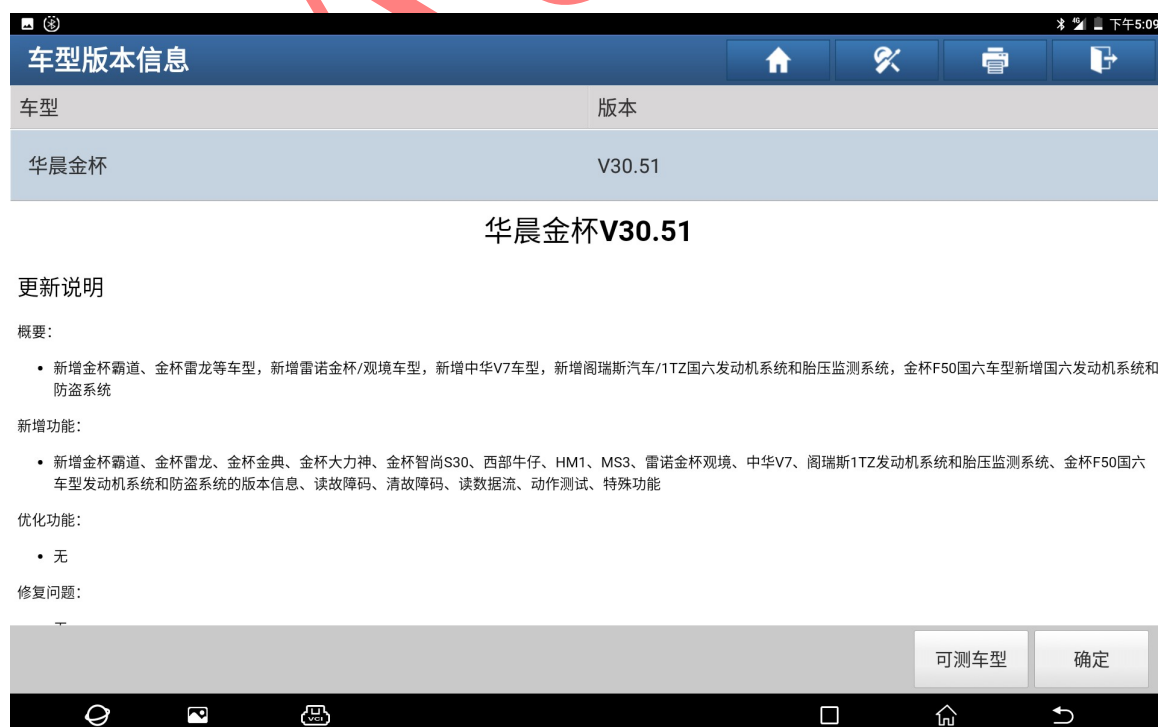 4G 下午5:09
车型版本信息
车型 版本
华晨金杯 V30.51
华晨金杯V30.51
更新说明
概要：
• 新增金杯霸道、金杯雷龙等车型，新增雷诺金杯/观境车型，新增中华V7车型，新增阁瑞斯汽车/1TZ国六发动机系统和胎压监测系统，金杯F50国六车型新增国六发动机系统和
防盗系统
新增功能：
• 新增金杯霸道、金杯雷龙、金杯金典、金杯大力神、金杯智尚S30、西部牛仔、HM1、MS3、雷诺金杯观境、中华V7、阁瑞斯1TZ发动机系统和胎压监测系统、金杯F50国六
车型发动机系统和防盗系统的版本信息、读故障码、清故障码、读数据流、动作测试、特殊功能
优化功能：
• 无
修复问题：
可测车型 确定
VCI